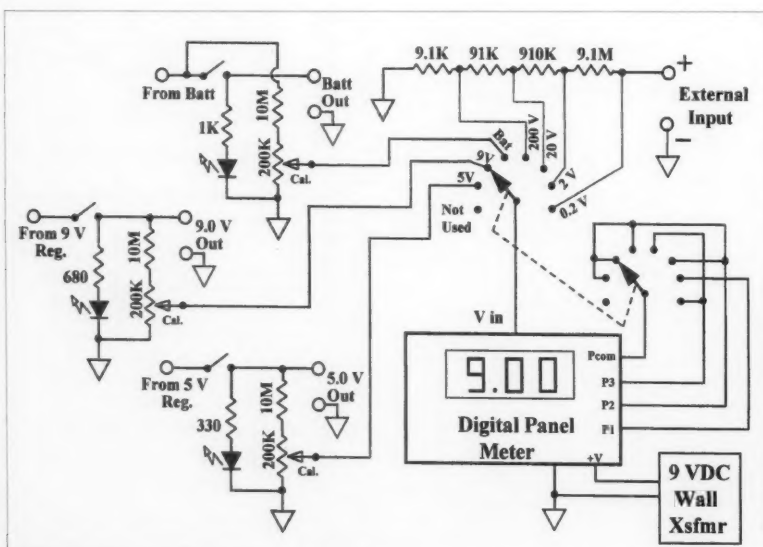 9.1K 91K 910K 9.1M
+
External
Input
−
From Batt
Batt
Out
1K
10M
200K
Cal.
Bat
200 V
20 V
2 V
0.2 V
9V
5V
Not
Used
From 9 V
Reg.
9.0 V
Out
680
10M
200K
Cal.
From 5 V
Reg.
5.0 V
Out
330
10M
200K
Cal.
V in
9.00
Digital Panel
Meter
Pcom
P3
P2
P1
+V
9 VDC
Wall
Xsfmr